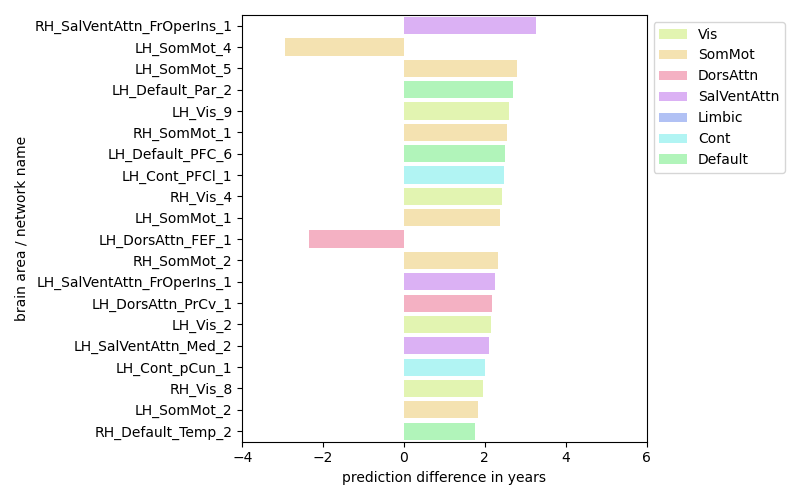 RH_SalVentAttn_FrOperIns_1
LH_SomMot_4
LH_SomMot_5
LH_Default_Par_2
LH_Vis_9
RH_SomMot_1
LH_Default_PFC_6
LH_Cont_PFCl_1
RH_Vis_4
LH_SomMot_1
LH_DorsAttn_FEF_1
RH_SomMot_2
LH_SalVentAttn_FrOperIns_1
LH_DorsAttn_PrCv_1
LH_Vis_2
LH_SalVentAttn_Med_2
LH_Cont_pCun_1
RH_Vis_8
LH_SomMot_2
RH_Default_Temp_2
brain area / network name
−4 −2 0 2 4 6
prediction difference in years
Vis
SomMot
DorsAttn
SalVentAttn
Limbic
Cont
Default